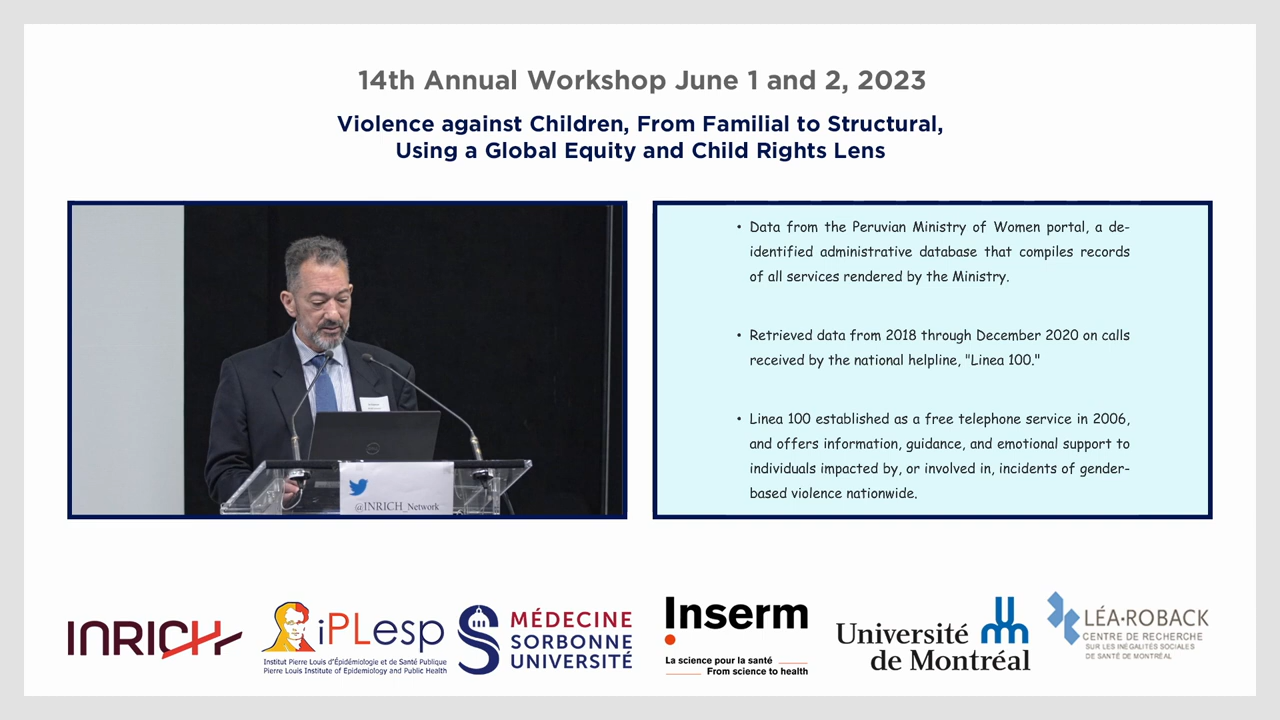 14th Annual Workshop June 1 and 2, 2023
Violence against Children, From Familial to Structural,
Using a Global Equity and Child Rights Lens
• Data from the Peruvian Ministry of Women portal, a de-
identified administrative database that compiles records
of all services rendered by the Ministry.
• Retrieved data from 2018 through December 2020 on calls
received by the national helpline, "Linea 100."
• Linea 100 established as a free telephone service in 2006,
and offers information, guidance, and emotional support to
individuals impacted by, or involved in, incidents of gender-
based violence nationwide.
@INRICH_Network
INRICH
iPLesp
Institut Pierre Louis d'Épidémiologie et de Santé Publique
Pierre Louis Institute of Epidemiology and Public Health
MÉDECINE
SORBONNE
UNIVERSITÉ
Inserm
La science pour la santé
From science to health
Université
de Montréal
LÉA-ROBACK
CENTRE DE RECHERCHE
SUR LES INÉGALITÉS SOCIALES
DE SANTÉ DE MONTRÉAL